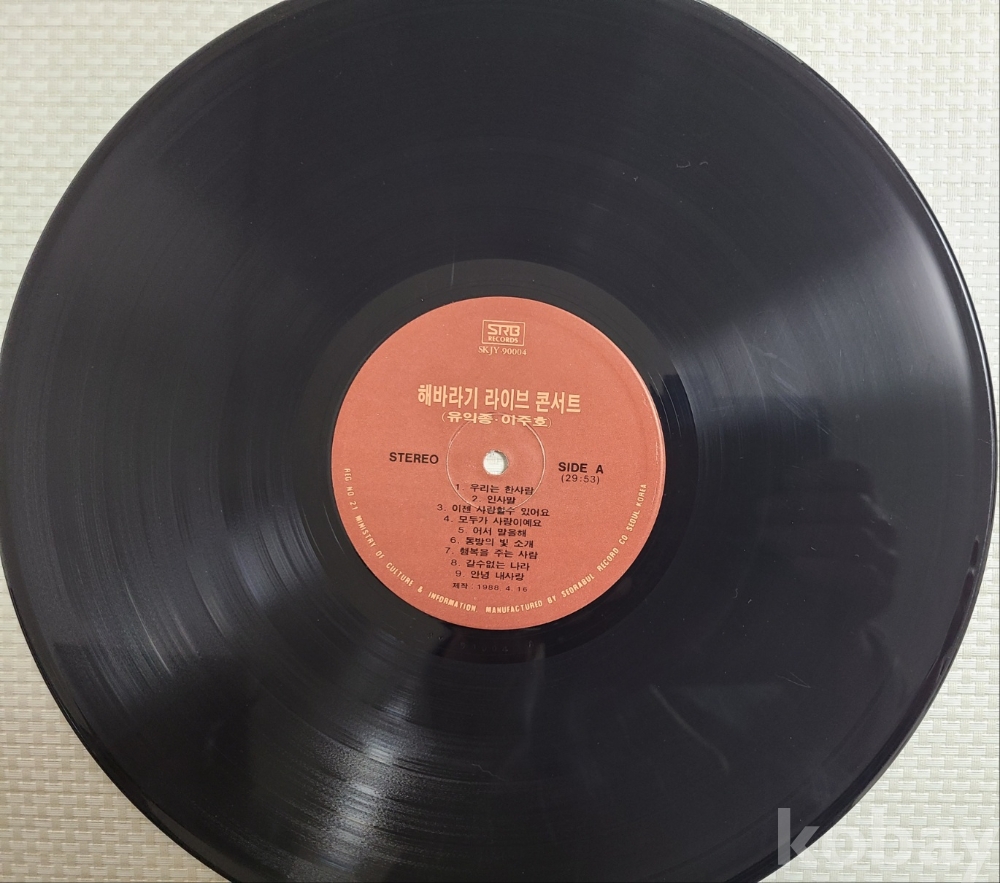 SRB
RECORDS
SKJY-90004
해바라기 라이브 콘서트
(유익종·이주호)
STEREO
SIDE A
(29:53)
1. 우리는 한사람
2. 인사말
3. 이젠 사랑할수 있어요
4. 모두가 사랑이예요
5. 어서 말을해
6. 동방의 빛 소개
7. 행복을 주는 사람
8. 갈수없는 나라
9. 안녕 내사랑
제작 : 1988. 4. 16
REG NO 21 MINISTRY OF CULTURE & INFORMATION. MANUFACTURED BY SEORABUL RECORD CO SEOUL KOREA
kobay